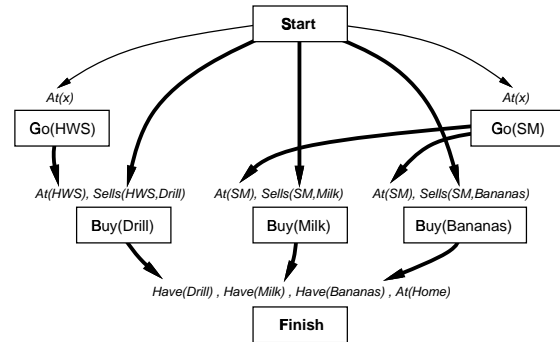 Start
At(x) At(x)
Go(HWS) Go(SM)
At(HWS), Sells(HWS,Drill) At(SM), Sells(SM,Milk) At(SM), Sells(SM,Bananas)
Buy(Drill) Buy(Milk) Buy(Bananas)
Have(Drill) , Have(Milk) , Have(Bananas) , At(Home)
Finish